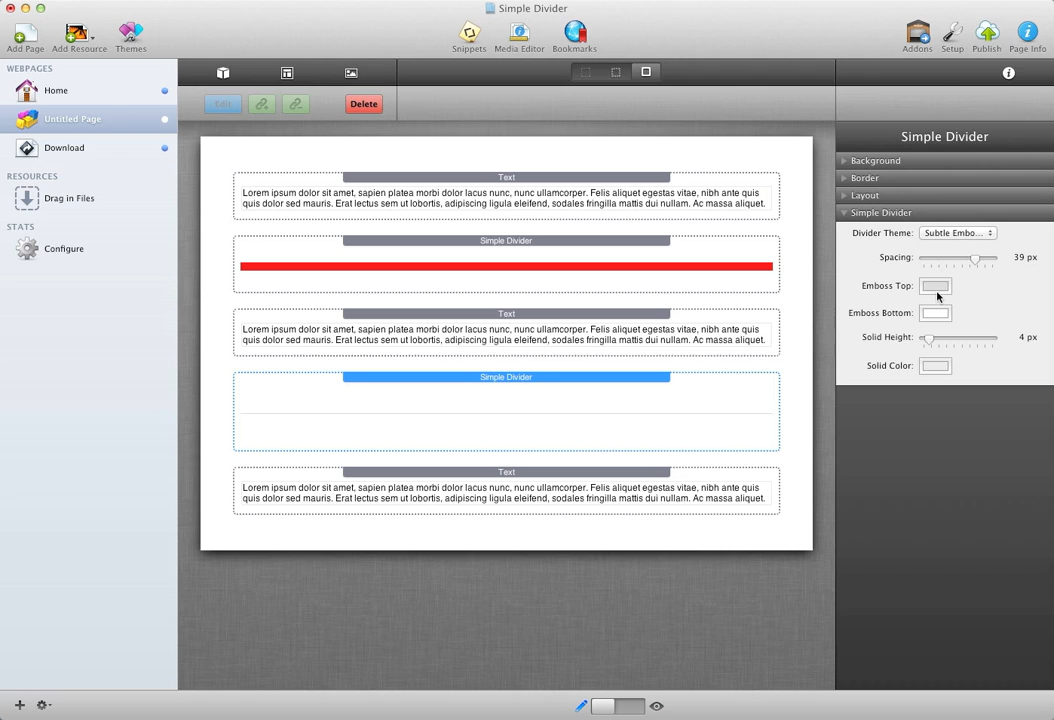 Simple Divider
Add Page
Add Resource
Themes
Snippets
Media Editor
Bookmarks
Addons
Setup
Publish
Page Info
WEBPAGES
Home
Untitled Page
Download
RESOURCES
Drag in Files
STATS
Configure
Edit
Delete
Text
Lorem ipsum dolor sit amet, sapien platea morbi dolor lacus nunc, nunc ullamcorper. Felis aliquet egestas vitae, nibh ante quis
quis dolor sed mauris. Erat lectus sem ut lobortis, adipiscing ligula eleifend, sodales fringilla mattis dui nullam. Ac massa aliquet.
Simple Divider
Text
Lorem ipsum dolor sit amet, sapien platea morbi dolor lacus nunc, nunc ullamcorper. Felis aliquet egestas vitae, nibh ante quis
quis dolor sed mauris. Erat lectus sem ut lobortis, adipiscing ligula eleifend, sodales fringilla mattis dui nullam. Ac massa aliquet.
Simple Divider
Text
Lorem ipsum dolor sit amet, sapien platea morbi dolor lacus nunc, nunc ullamcorper. Felis aliquet egestas vitae, nibh ante quis
quis dolor sed mauris. Erat lectus sem ut lobortis, adipiscing ligula eleifend, sodales fringilla mattis dui nullam. Ac massa aliquet.
Simple Divider
Background
Border
Layout
Simple Divider
Divider Theme: Subtle Embo...
Spacing: 39 px
Emboss Top:
Emboss Bottom:
Solid Height: 4 px
Solid Color: